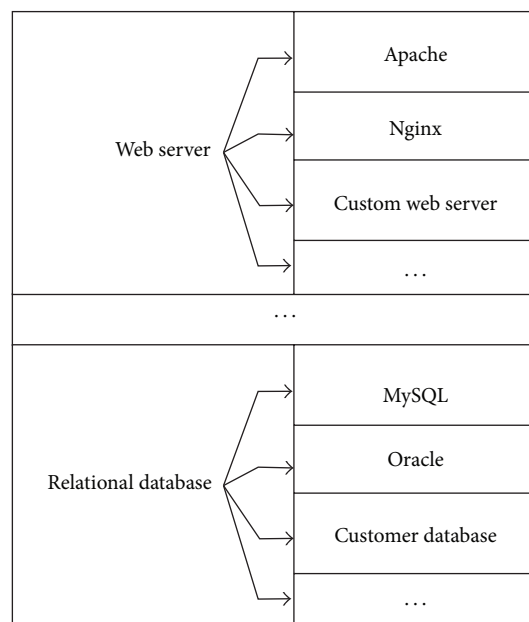 Web server
Apache
Nginx
Custom web server
...
...
Relational database
MySQL
Oracle
Customer database
...